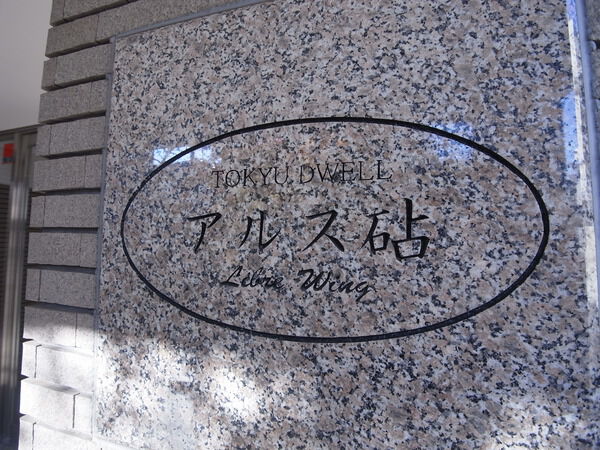 TOKYU DWELL
アルス砧
Libre Wing